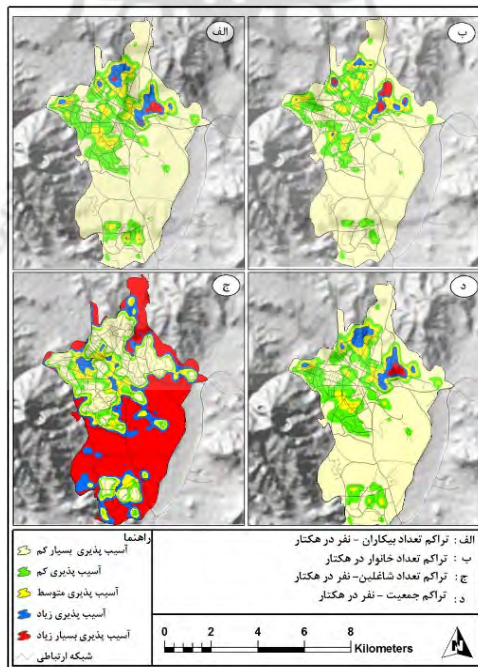 الف
ب
ج
د
راهنما
آسیب پذیری بسیار کم
آسیب پذیری کم
آسیب پذیری متوسط
آسیب پذیری زیاد
آسیب پذیری بسیار زیاد
شبکه ارتباطی
الف: تراکم تعداد بیکاران - نفر در هکتار
ب : تراکم تعداد خانوار در هکتار
ج: تراکم تعداد شاغلین- نفر در هکتار
د: تراکم جمعیت - نفر در هکتار
0 2 4 6 8
Kilometers
N